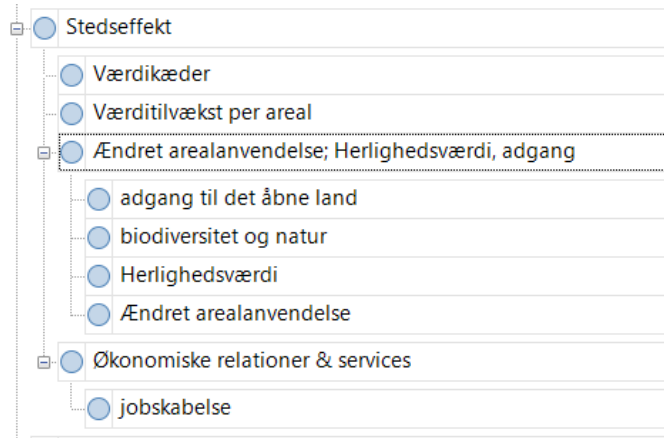 Stedseffekt
Værdikæder
Værditilvækst per areal
Ændret arealanvendelse; Herlighedsværdi, adgang
adgang til det åbne land
biodiversitet og natur
Herlighedsværdi
Ændret arealanvendelse
Økonomiske relationer & services
jobskabelse